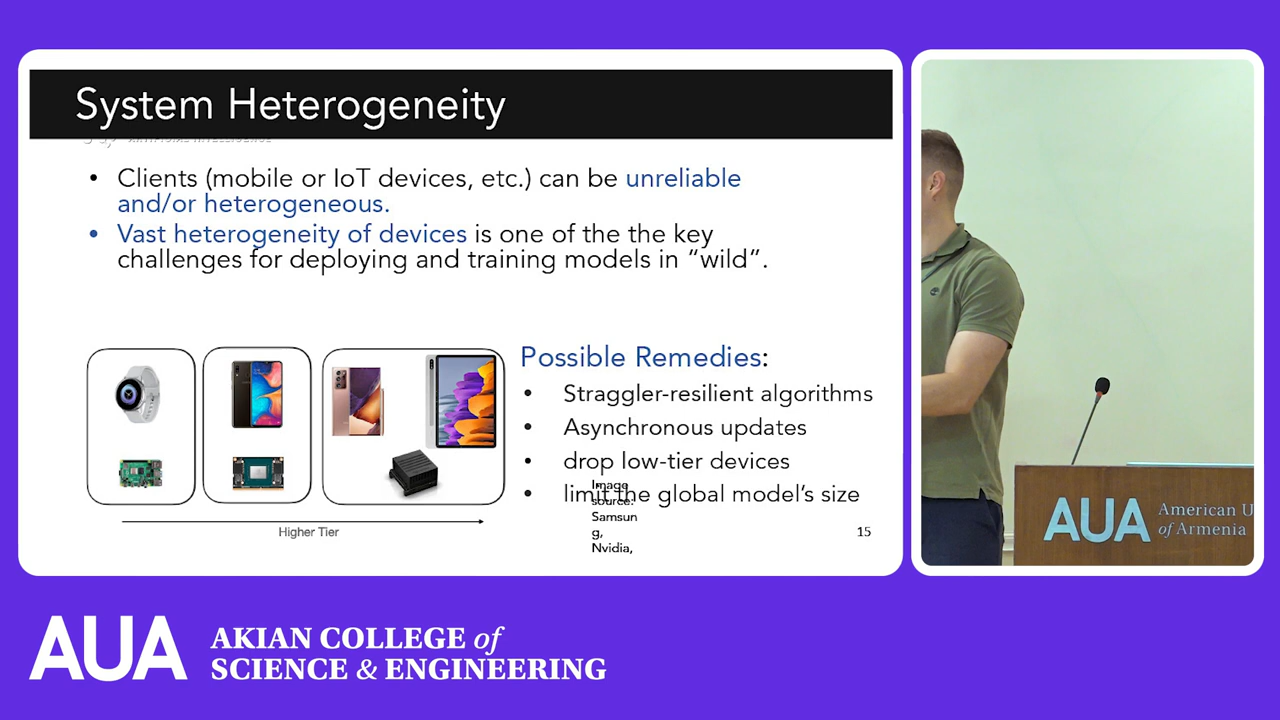 System Heterogeneity
ARTIFICIAL INTELLIGENCE
• Clients (mobile or IoT devices, etc.) can be unreliable
and/or heterogeneous.
• Vast heterogeneity of devices is one of the the key
challenges for deploying and training models in “wild”.
Possible Remedies:
• Straggler-resilient algorithms
• Asynchronous updates
• drop low-tier devices
• limit the global model’s size
Image
source:
Samsun
g,
Nvidia,
Higher Tier
15
AUA American U
of Armenia
AUA AKIAN COLLEGE of
SCIENCE & ENGINEERING